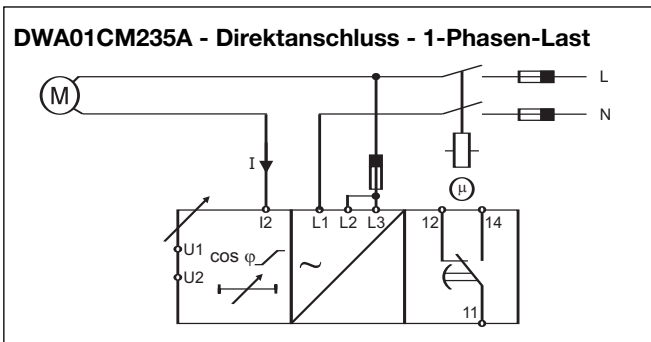 DWA01CM235A - Direktanschluss - 1-Phasen-Last
M
L
N
I
μ
I2
L1
L2
L3
12
14
U1
U2
cos φ
~
11